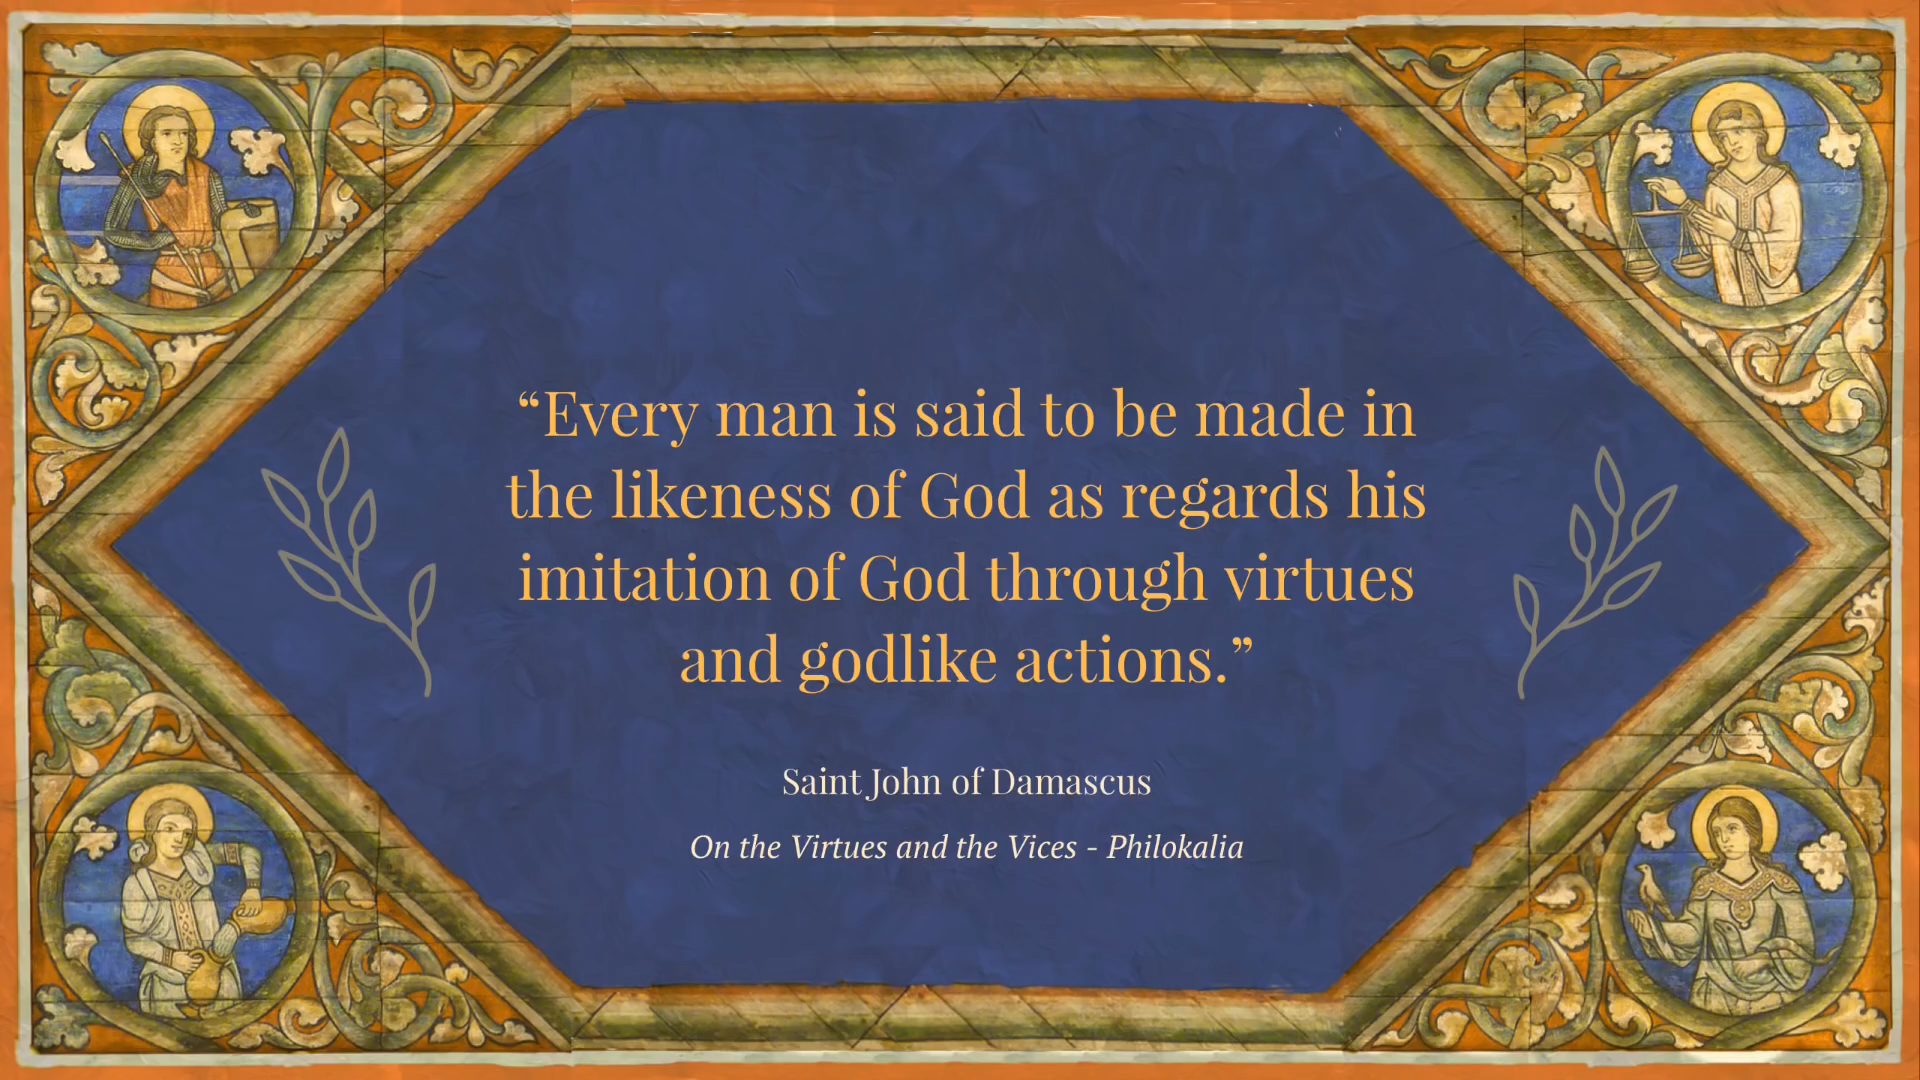 “Every man is said to be made in
the likeness of God as regards his
imitation of God through virtues
and godlike actions.”
Saint John of Damascus
On the Virtues and the Vices - Philokalia